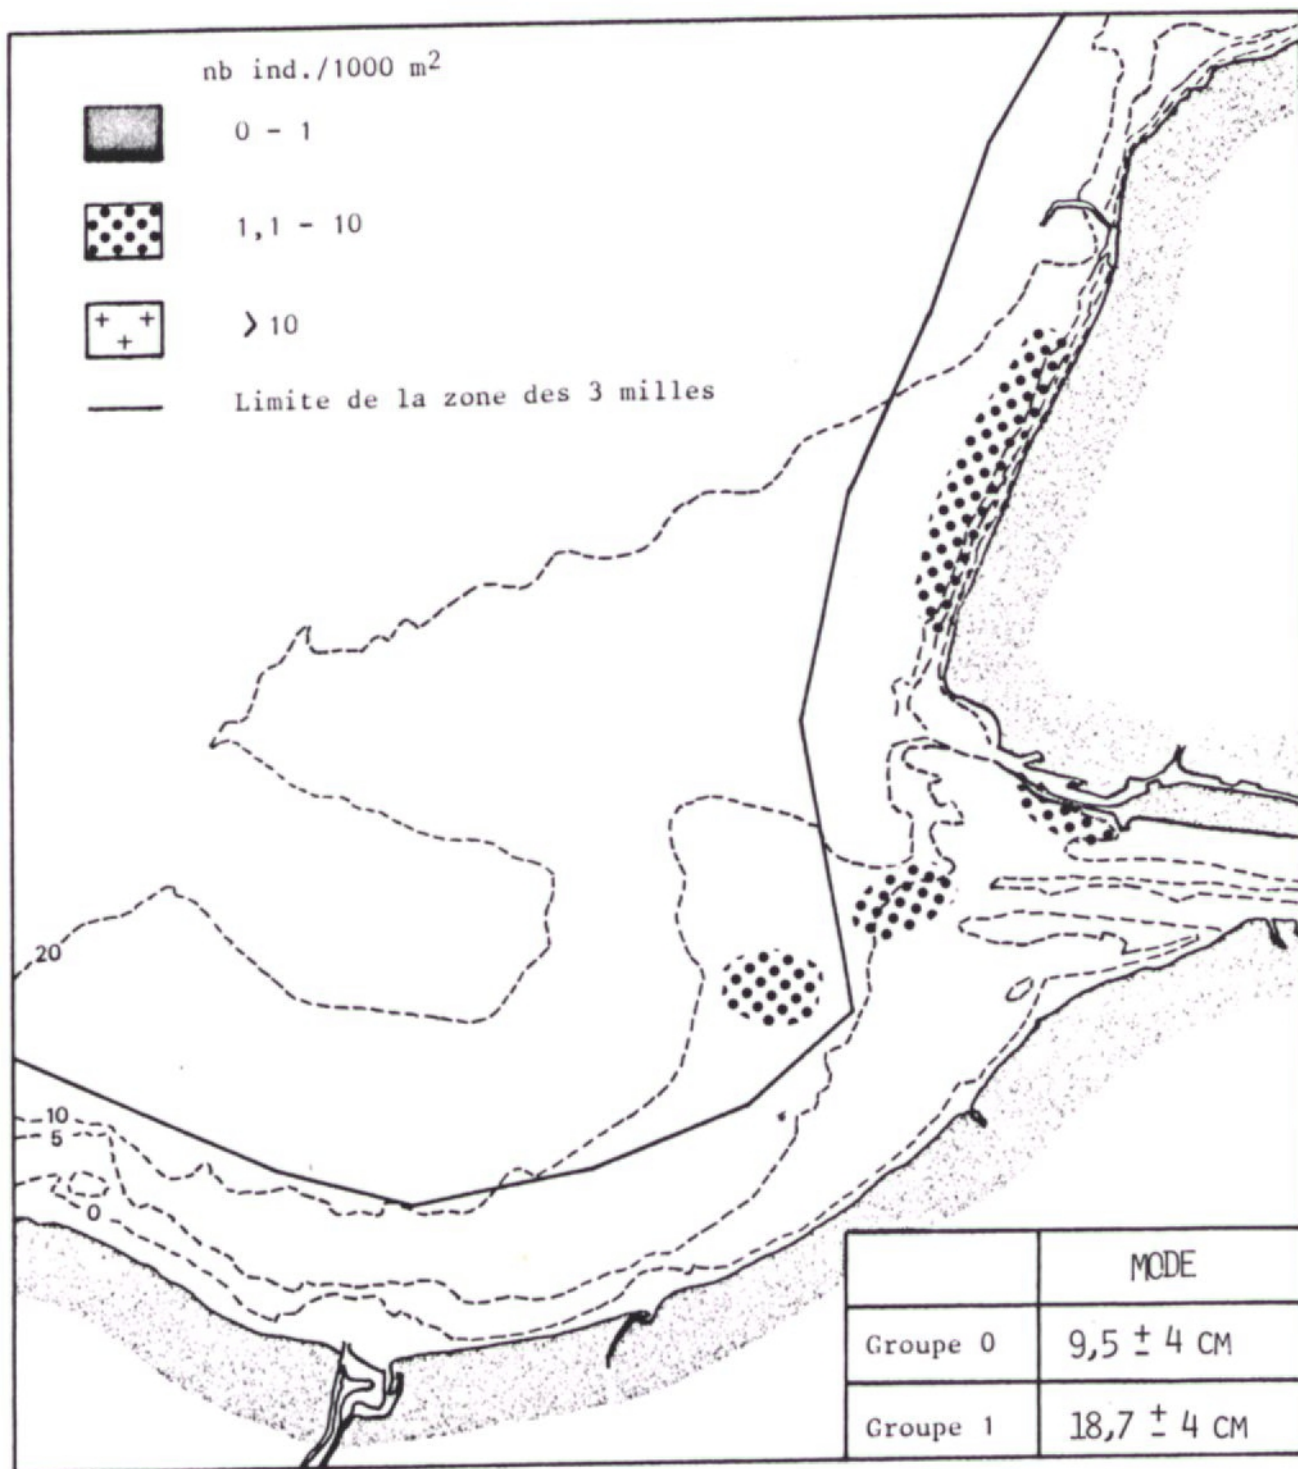 nb ind./1000 m²
0 - 1
1,1 - 10
> 10
Limite de la zone des 3 milles
20
10
5
0
MODE
Groupe 0 9,5 ± 4 CM
Groupe 1 18,7 ± 4 CM